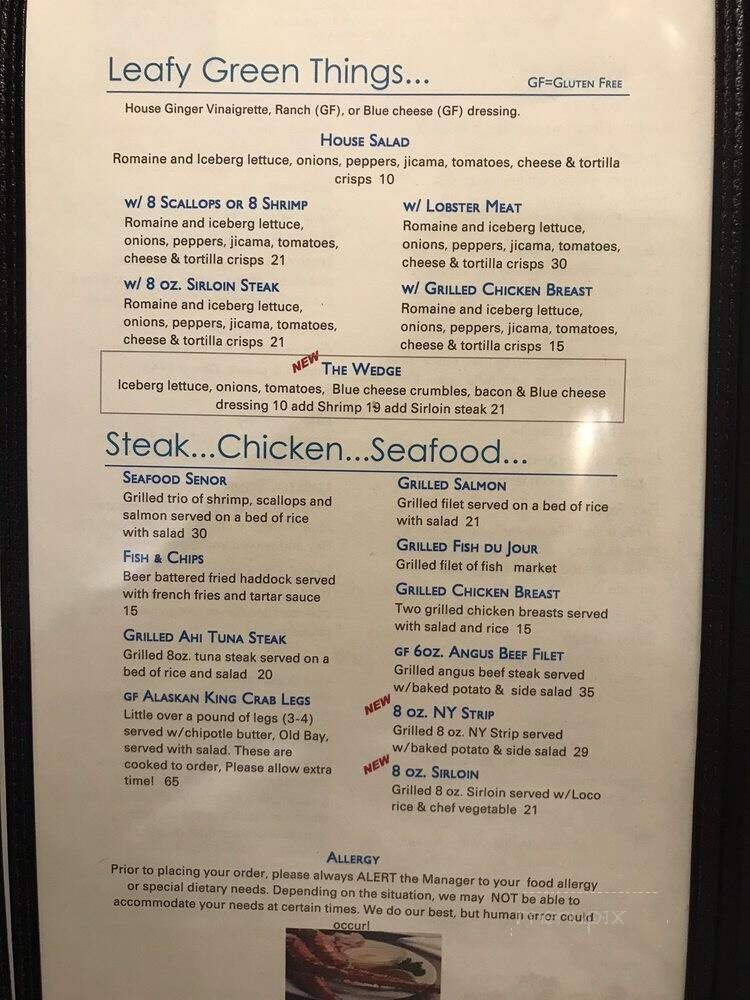 Leafy Green Things...
GF=Gluten Free
House Ginger Vinaigrette, Ranch (GF), or Blue cheese (GF) dressing.
House Salad
Romaine and Iceberg lettuce, onions, peppers, jicama, tomatoes, cheese & tortilla
crisps 10
w/ 8 Scallops or 8 Shrimp
Romaine and iceberg lettuce,
onions, peppers, jicama, tomatoes,
cheese & tortilla crisps 21
w/ 8 oz. Sirloin Steak
Romaine and iceberg lettuce,
onions, peppers, jicama, tomatoes,
cheese & tortilla crisps 21
w/ Lobster Meat
Romaine and iceberg lettuce,
onions, peppers, jicama, tomatoes,
cheese & tortilla crisps 30
w/ Grilled Chicken Breast
Romaine and iceberg lettuce,
onions, peppers, jicama, tomatoes,
cheese & tortilla crisps 15
NEW The Wedge
Iceberg lettuce, onions, tomatoes, Blue cheese crumbles, bacon & Blue cheese
dressing 10 add Shrimp 19 add Sirloin steak 21
Steak...Chicken...Seafood...
Seafood Senor
Grilled trio of shrimp, scallops and
salmon served on a bed of rice
with salad 30
Fish & Chips
Beer battered fried haddock served
with french fries and tartar sauce
15
Grilled Ahi Tuna Steak
Grilled 8oz. tuna steak served on a
bed of rice and salad 20
GF Alaskan King Crab Legs
Little over a pound of legs (3-4)
served w/chipotle butter, Old Bay,
served with salad. These are
cooked to order, Please allow extra
time! 65
Grilled Salmon
Grilled filet served on a bed of rice
with salad 21
Grilled Fish du Jour
Grilled filet of fish market
Grilled Chicken Breast
Two grilled chicken breasts served
with salad and rice 15
GF 6oz. Angus Beef Filet
Grilled angus beef steak served
w/baked potato & side salad 35
NEW 8 oz. NY Strip
Grilled 8 oz. NY Strip served
w/baked potato & side salad 29
NEW 8 oz. Sirloin
Grilled 8 oz. Sirloin served w/Loco
rice & chef vegetable 21
Allergy
Prior to placing your order, please always ALERT the Manager to your food allergy
or special dietary needs. Depending on the situation, we may NOT be able to
accommodate your needs at certain times. We do our best, but human error could
occur!